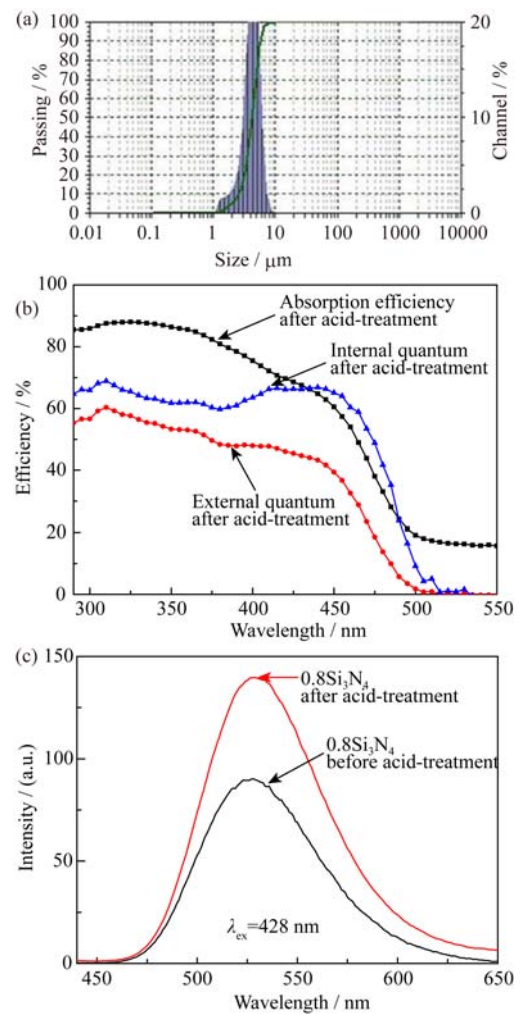 (a)
100
90
80
70
60
50
40
30
20
10
0
Passing / %
20
10
0
Channel / %
0.01 0.1 1 10 100 1000 10000
Size / μm
(b)
100
80
60
40
20
0
Efficiency / %
Absorption efficiency
after acid-treatment
Internal quantum
after acid-treatment
External quantum
after acid-treatment
300 350 400 450 500 550
Wavelength / nm
(c)
150
100
50
0
Intensity / (a.u.)
0.8Si₃N₄
after acid-treatment
0.8Si₃N₄
before acid-treatment
λₑₓ=428 nm
450 500 550 600 650
Wavelength / nm